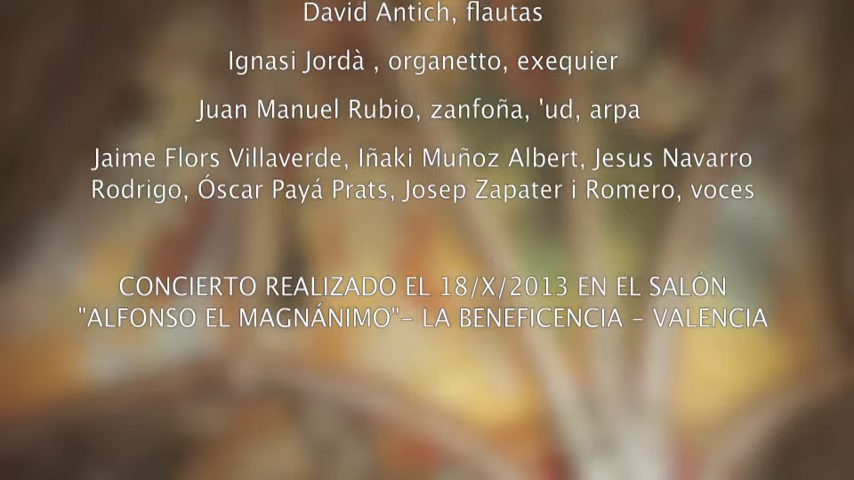 David Antich, flautas
Ignasi Jordà , organetto, exequier
Juan Manuel Rubio, zanfoña, 'ud, arpa
Jaime Flors Villaverde, Iñaki Muñoz Albert, Jesus Navarro
Rodrigo, Óscar Payá Prats, Josep Zapater i Romero, voces
CONCIERTO REALIZADO EL 18/X/2013 EN EL SALÓN
"ALFONSO EL MAGNÁNIMO"- LA BENEFICENCIA - VALENCIA